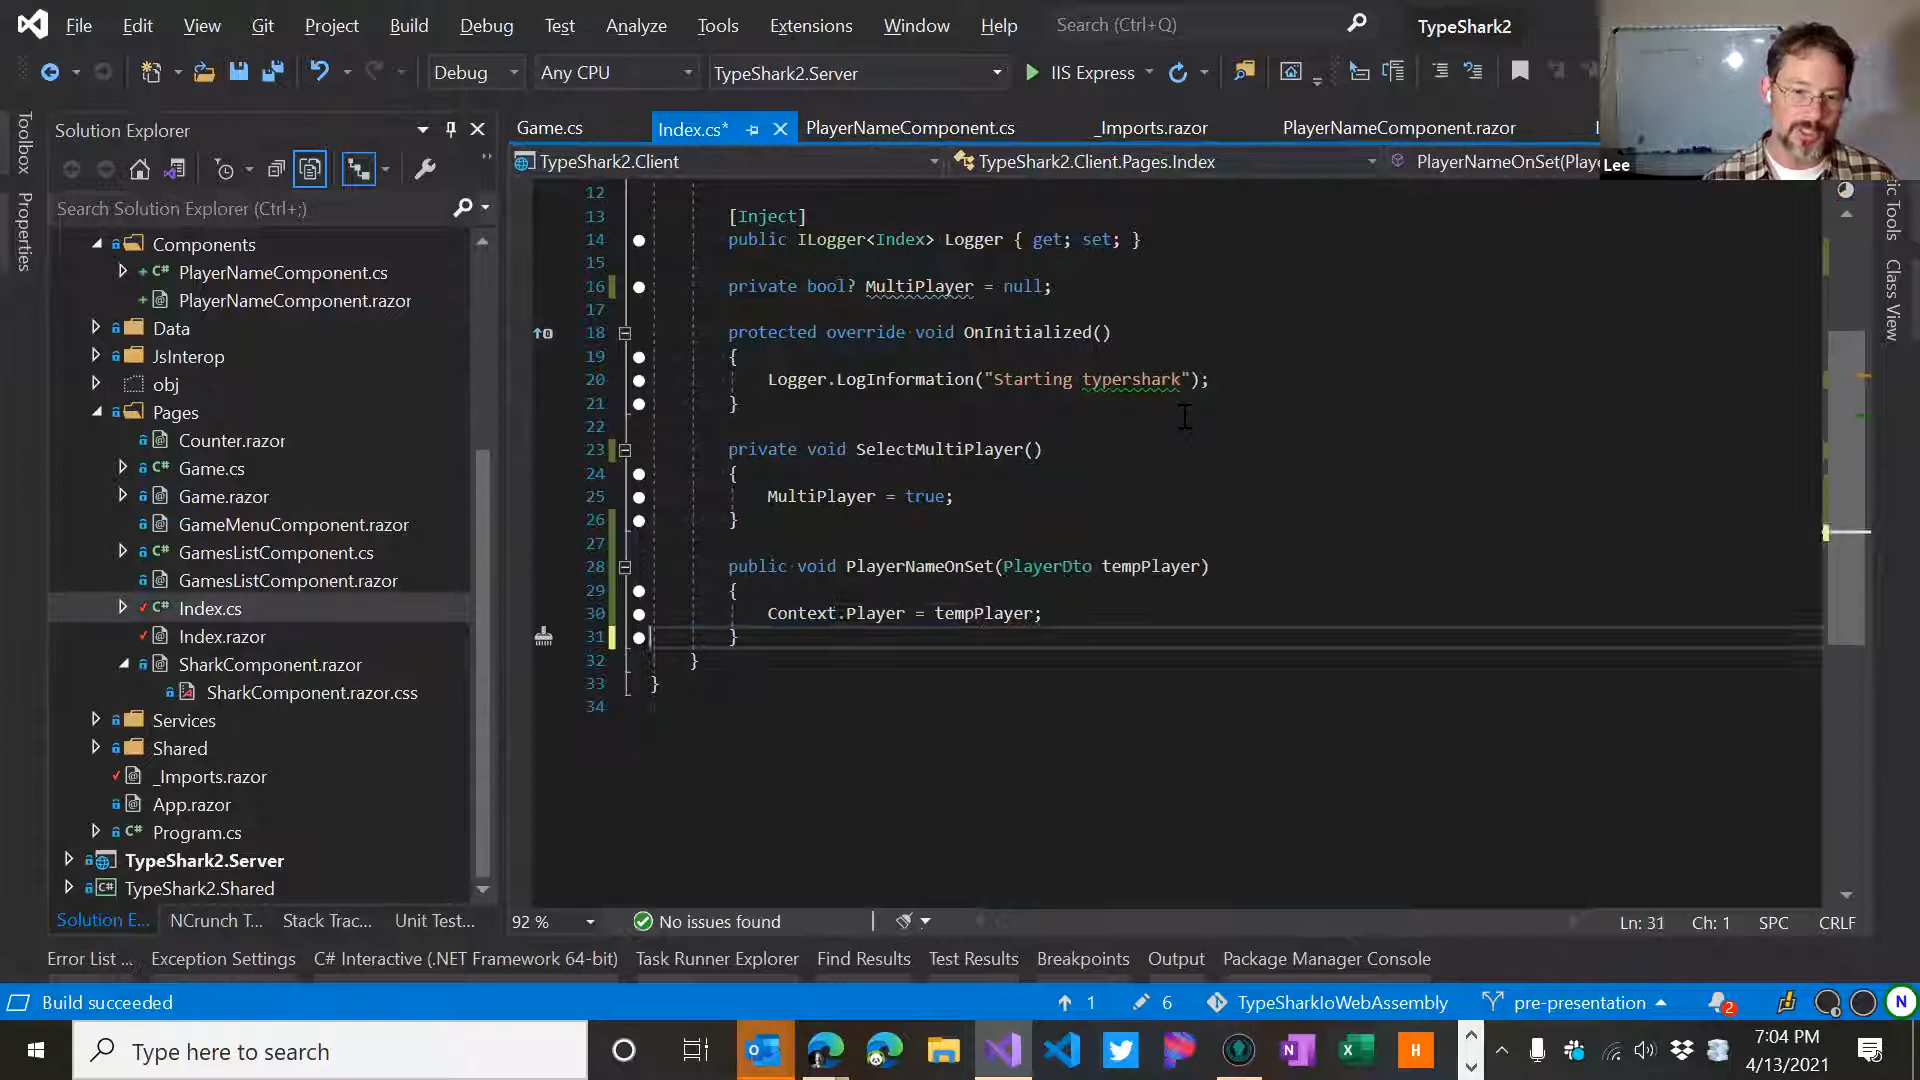 File Edit View Git Project Build Debug Test Analyze Tools Extensions Window Help Search (Ctrl+Q) TypeShark2
Debug Any CPU TypeShark2.Server IIS Express
Lee
Toolbox
Properties
Solution Explorer
Search Solution Explorer (Ctrl+;)
Components
PlayerNameComponent.cs
PlayerNameComponent.razor
Data
JsInterop
obj
Pages
Counter.razor
Game.cs
Game.razor
GameMenuComponent.razor
GamesListComponent.cs
GamesListComponent.razor
Index.cs
Index.razor
SharkComponent.razor
SharkComponent.razor.css
Services
Shared
_Imports.razor
App.razor
Program.cs
TypeShark2.Server
TypeShark2.Shared
Solution E... NCrunch T... Stack Trac... Unit Test...
Game.cs Index.cs* PlayerNameComponent.cs _Imports.razor PlayerNameComponent.razor
TypeShark2.Client TypeShark2.Client.Pages.Index PlayerNameOnSet(Playe
12
13 [Inject]
14 public ILogger<Index> Logger { get; set; }
15
16 private bool? MultiPlayer = null;
17
18 protected override void OnInitialized()
19 {
20 Logger.LogInformation("Starting typershark");
21 }
22
23 private void SelectMultiPlayer()
24 {
25 MultiPlayer = true;
26 }
27
28 public void PlayerNameOnSet(PlayerDto tempPlayer)
29 {
30 Context.Player = tempPlayer;
31 }
32 }
33 }
34
92 % No issues found Ln: 31 Ch: 1 SPC CRLF
tic Tools
Class View
Error List ... Exception Settings C# Interactive (.NET Framework 64-bit) Task Runner Explorer Find Results Test Results Breakpoints Output Package Manager Console
Build succeeded 1 6 TypeSharkIoWebAssembly pre-presentation 2 N
Type here to search
7:04 PM
4/13/2021